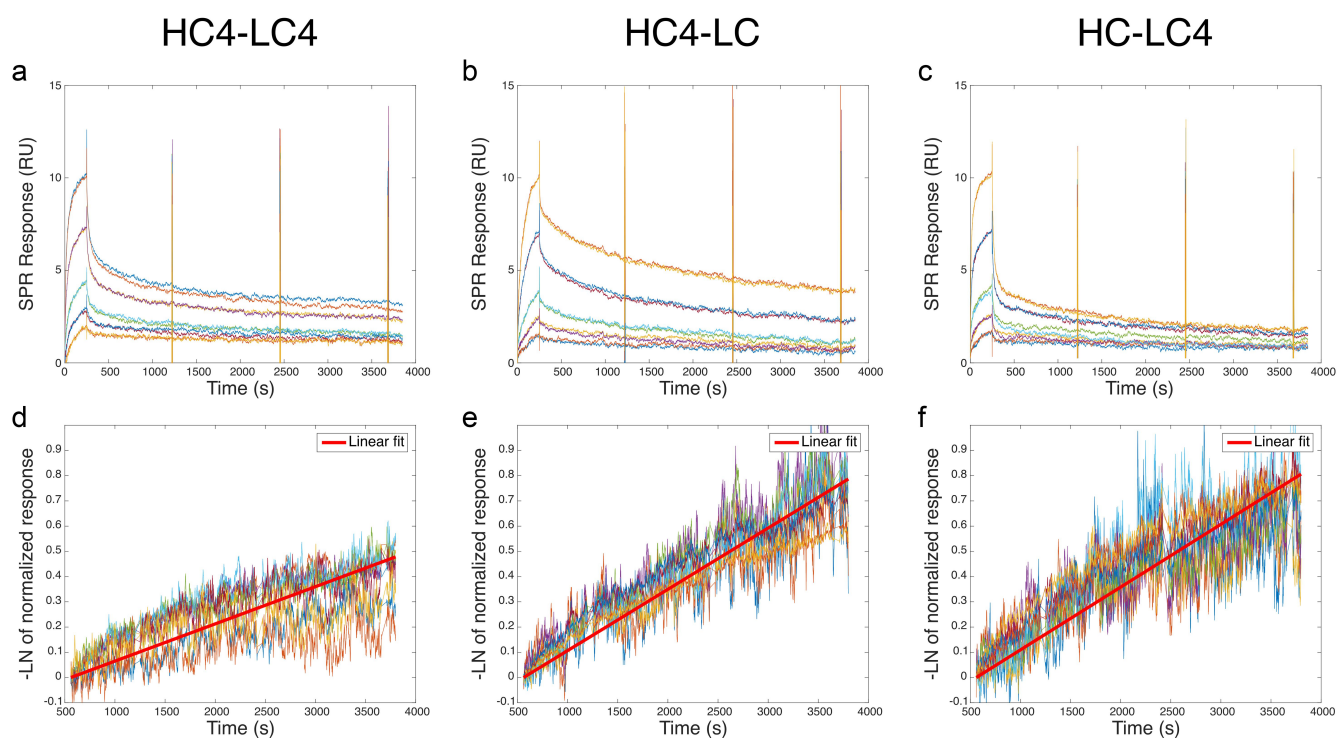 HC4-LC4
HC4-LC
HC-LC4
a
b
c
SPR Response (RU)
15
10
5
0
0 500 1000 1500 2000 2500 3000 3500 4000
Time (s)
SPR Response (RU)
15
10
5
0
0 500 1000 1500 2000 2500 3000 3500 4000
Time (s)
SPR Response (RU)
15
10
5
0
0 500 1000 1500 2000 2500 3000 3500 4000
Time (s)
d
e
f
-LN of normalized response
0.9
0.8
0.7
0.6
0.5
0.4
0.3
0.2
0.1
0
-0.1
Linear fit
500 1000 1500 2000 2500 3000 3500 4000
Time (s)
-LN of normalized response
0.9
0.8
0.7
0.6
0.5
0.4
0.3
0.2
0.1
0
-0.1
Linear fit
500 1000 1500 2000 2500 3000 3500 4000
Time (s)
-LN of normalized response
0.9
0.8
0.7
0.6
0.5
0.4
0.3
0.2
0.1
0
-0.1
Linear fit
500 1000 1500 2000 2500 3000 3500 4000
Time (s)